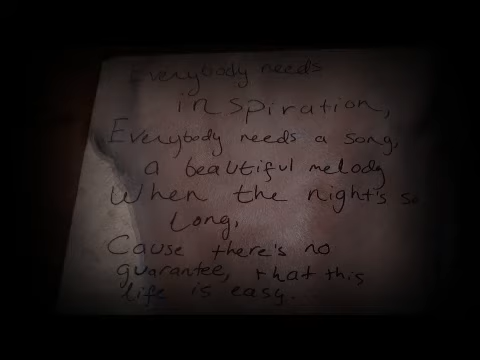 Everybody needs
inspiration,
Everybody needs a song,
a beautiful melody
When the night's so
Long,
Cause there's no
guarantee, that this
life is easy.